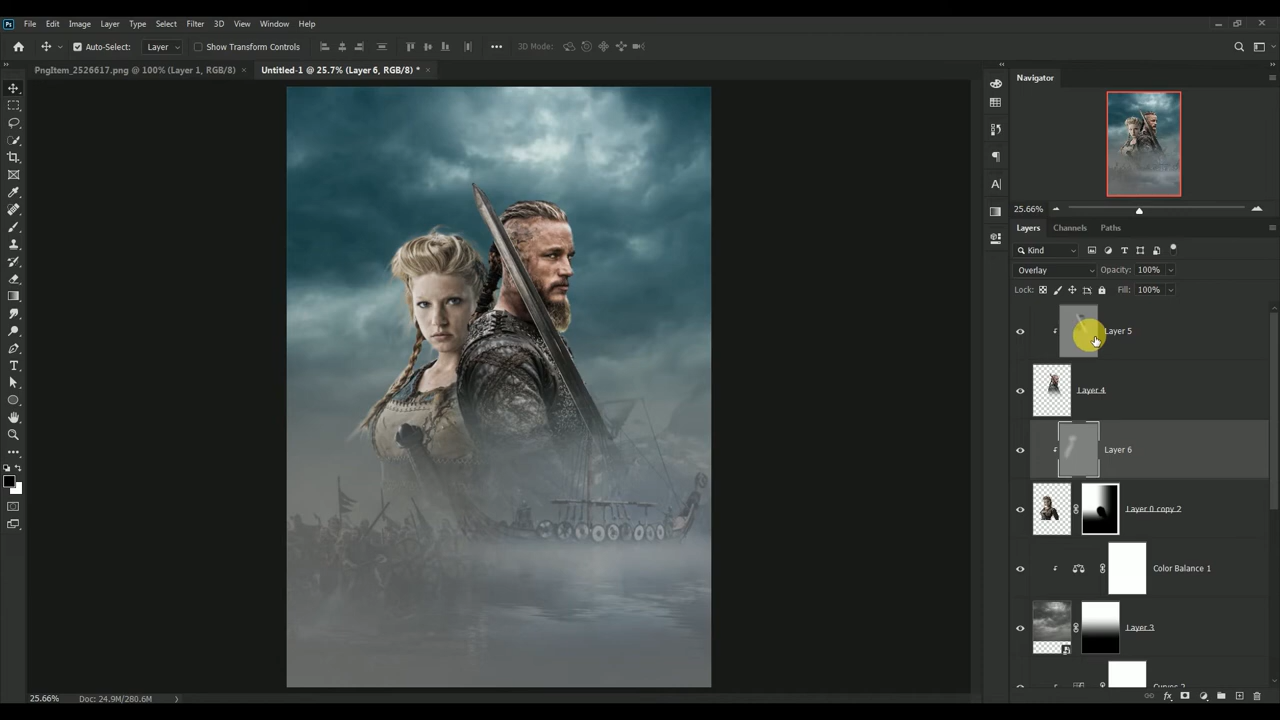 Ps File Edit Image Layer Type Select Filter 3D View Window Help
Auto-Select: Layer Show Transform Controls 3D Mode:
PngItem_2526617.png @ 100% (Layer 1, RGB/8) × Untitled-1 @ 25.7% (Layer 6, RGB/8) * ×
Navigator
25.66%
Layers Channels Paths
Kind
Overlay Opacity: 100%
Lock: Fill: 100%
Layer 5
Layer 4
Layer 6
Layer 0 copy 2
Color Balance 1
Layer 3
Curves 2
25.66% Doc: 24.9M/280.6M